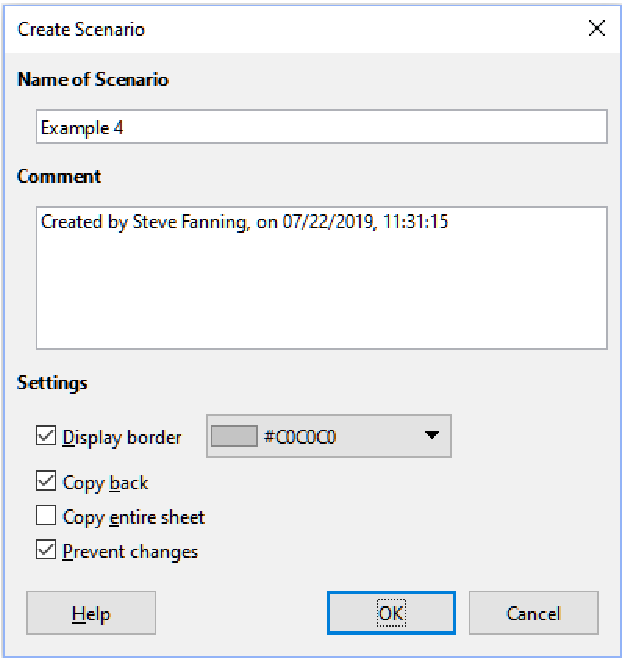 Create Scenario
Name of Scenario
Example 4
Comment
Created by Steve Fanning, on 07/22/2019, 11:31:15
Settings
Display border #C0C0C0
Copy back
Copy entire sheet
Prevent changes
Help OK Cancel